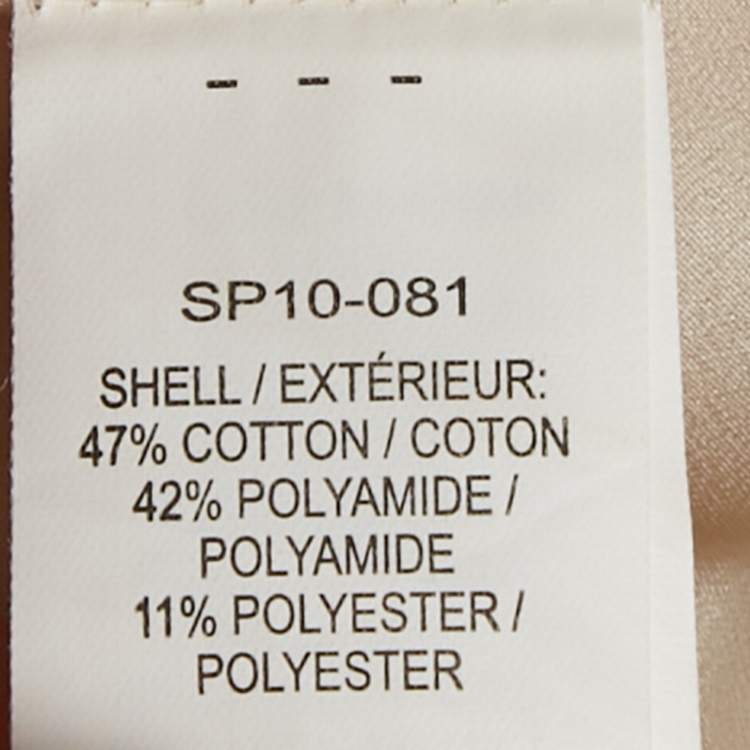 - - -
SP10-081
SHELL / EXTÉRIEUR:
47% COTTON / COTON
42% POLYAMIDE /
POLYAMIDE
11% POLYESTER /
POLYESTER